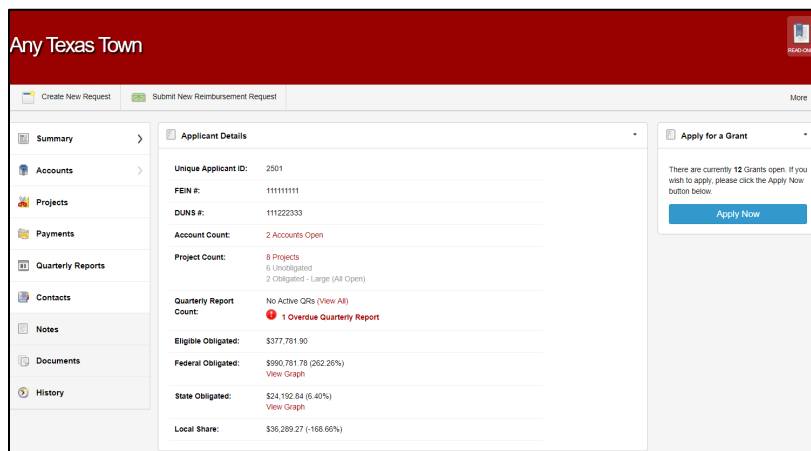 Any Texas Town
READ-ONLY
Create New Request
Submit New Reimbursement Request
More
Summary
Accounts
Projects
Payments
Quarterly Reports
Contacts
Notes
Documents
History
Applicant Details
Unique Applicant ID: 2501
FEIN #: 111111111
DUNS #: 111222333
Account Count: 2 Accounts Open
Project Count: 8 Projects
6 Unobligated
2 Obligated - Large (All Open)
Quarterly Report No Active QRs (View All)
Count: 1 Overdue Quarterly Report
Eligible Obligated: $377,781.90
Federal Obligated: $990,781.78 (262.26%)
View Graph
State Obligated: $24,192.84 (6.40%)
View Graph
Local Share: $36,289.27 (-168.66%)
Apply for a Grant
There are currently 12 Grants open. If you
wish to apply, please click the Apply Now
button below.
Apply Now